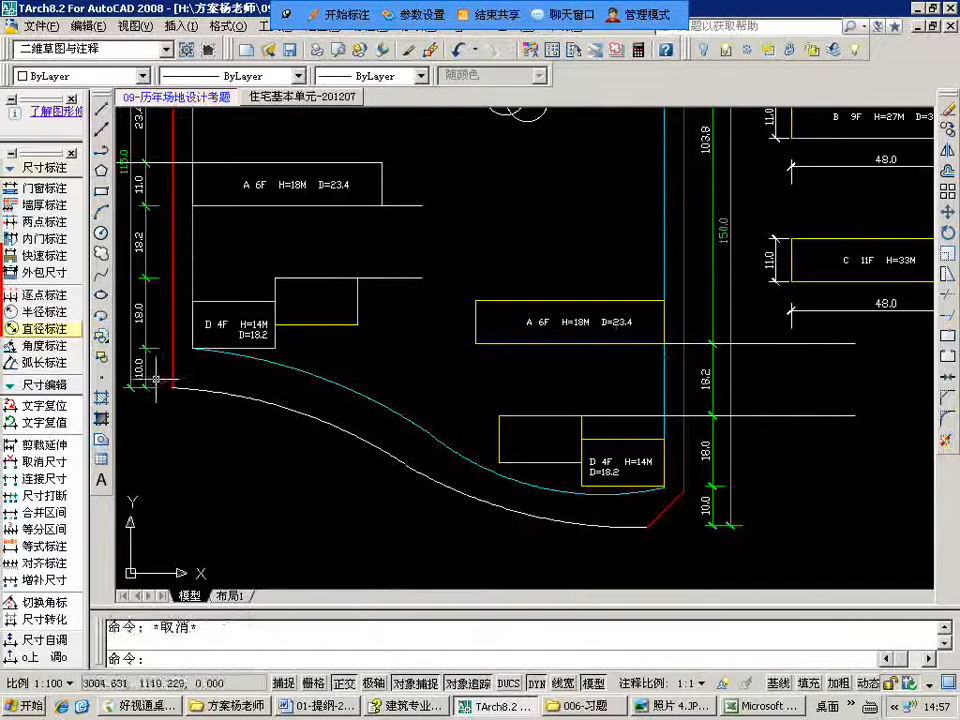 TArch8.2 For AutoCAD 2008 - [H:\方案杨老师\09
开始标注
参数设置
结束共享
聊天窗口
管理模式
文件(F)
编辑(E)
视图(V)
插入(I)
格式(O)
二维草图与注释
ByLayer
ByLayer
ByLayer
随颜色
了解图形修
09-历年场地设计考题
住宅基本单元-201207
尺寸标注
门窗标注
墙厚标注
两点标注
内门标注
快速标注
外包尺寸
逐点标注
半径标注
直径标注
角度标注
弧长标注
尺寸编辑
文字复位
文字复值
剪裁延伸
取消尺寸
连接尺寸
尺寸打断
合并区间
等分区间
等式标注
对齐标注
增补尺寸
切换角标
尺寸转化
尺寸自调
o上 调o
23.4
115.0
11.0
18.2
18.0
10.0
A 6F H=18M D=23.4
D 4F H=14M
D=18.2
A 6F H=18M D=23.4
D 4F H=14M
D=18.2
103.8
150.0
18.2
18.0
10.0
11.0
B 9F H=27M
48.0
11.0
C 11F H=33M
48.0
Y
X
模型
布局1
命令: *取消*
命令:
比例 1:100
3004.631, 1119.229, 0.000
捕捉
栅格
正交
极轴
对象捕捉
对象追踪
DUCS
DYN
线宽
模型
注释比例: 1:1
基线
填充
加粗
动态
开始
好视通桌...
方案杨老师
01-提纲-2...
建筑专业...
TArch8.2 ...
006-习题
照片 4.JP...
Microsoft ...
桌面
14:57